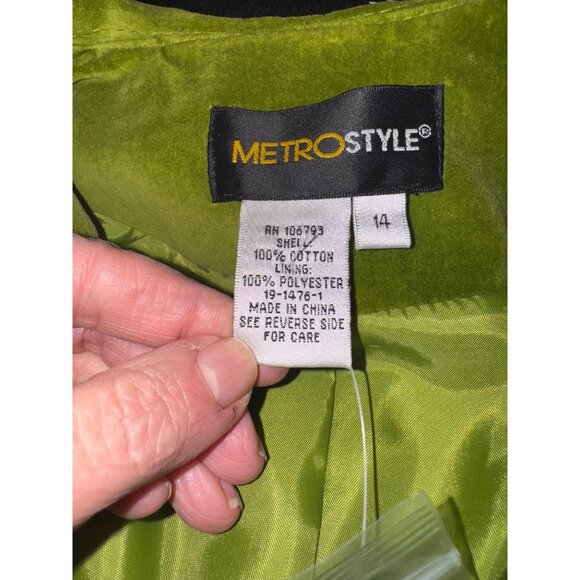 METROSTYLE®
14
RN 106793
SHELL:
100% COTTON
LINING:
100% POLYESTER
19-1476-1
MADE IN CHINA
SEE REVERSE SIDE
FOR CARE